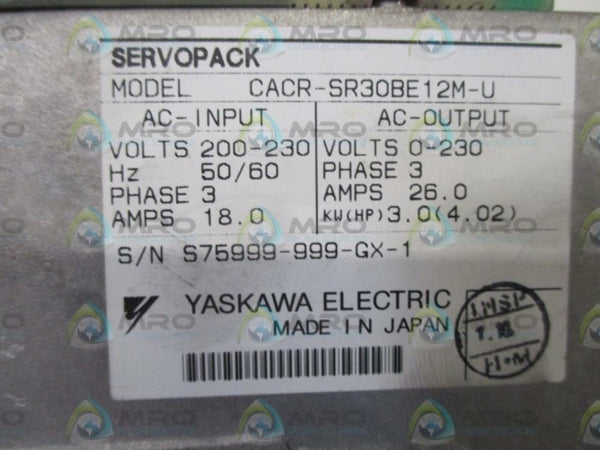 SERVOPACK
MODEL CACR-SR30BE12M-U
AC-INPUT AC-OUTPUT
VOLTS 200-230 VOLTS 0-230
Hz 50/60 PHASE 3
PHASE 3 AMPS 26.0
AMPS 18.0 KW(HP) 3.0(4.02)
S/N S75999-999-GX-1
YASKAWA ELECTRIC
MADE IN JAPAN
INSP
MRO